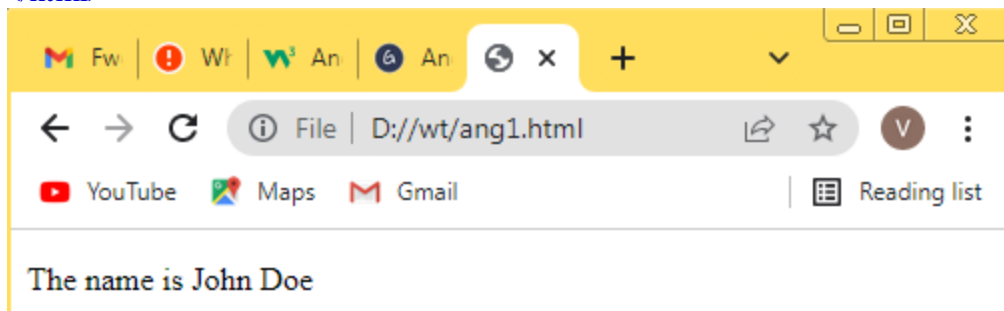 Fw
Wh
An
An
File
D://wt/ang1.html
V
YouTube
Maps
Gmail
Reading list
The name is John Doe